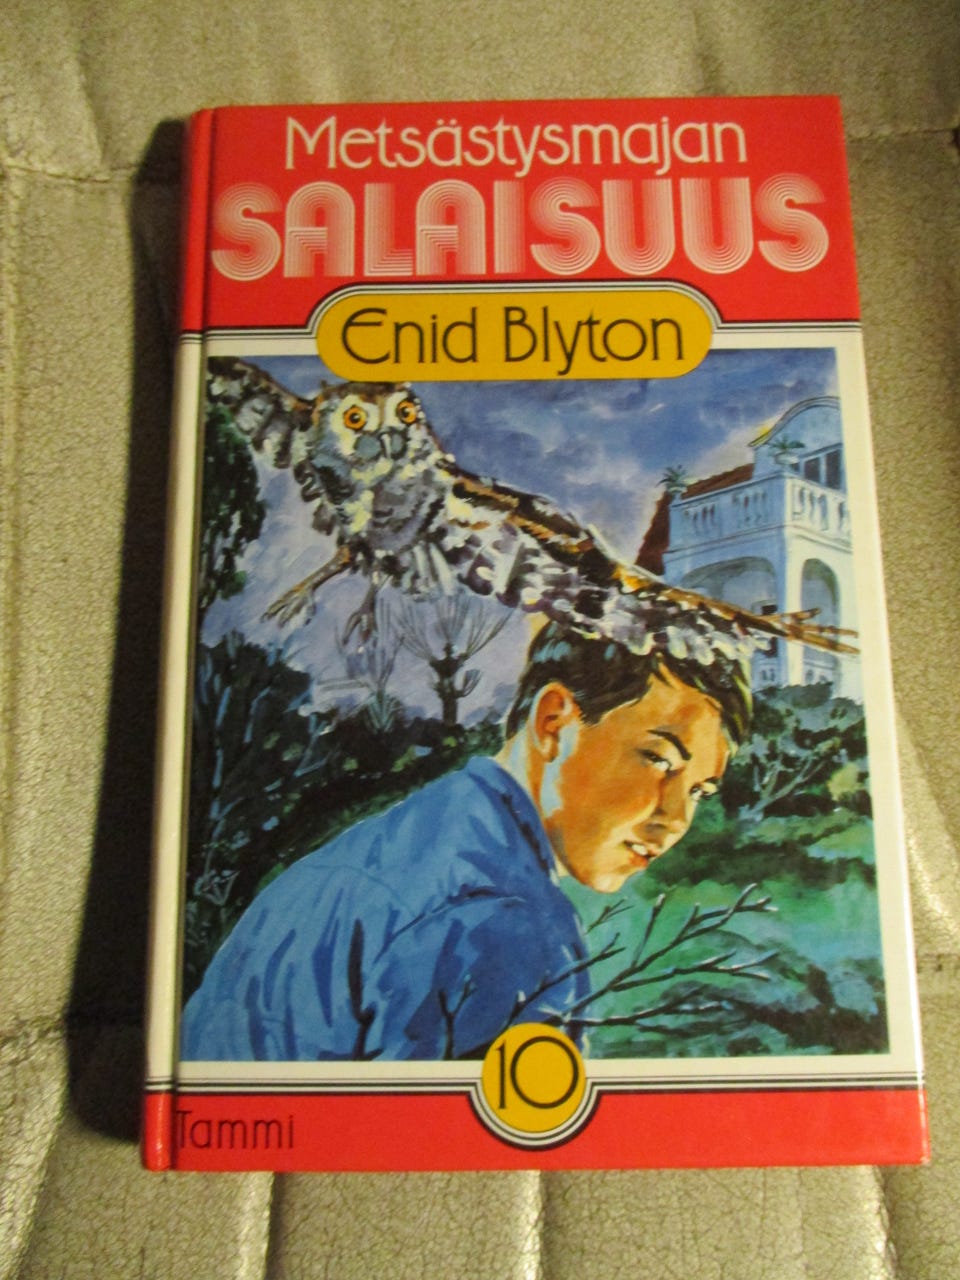 Metsästysmajan
SALAISUUS
Enid Blyton
10
Tammi